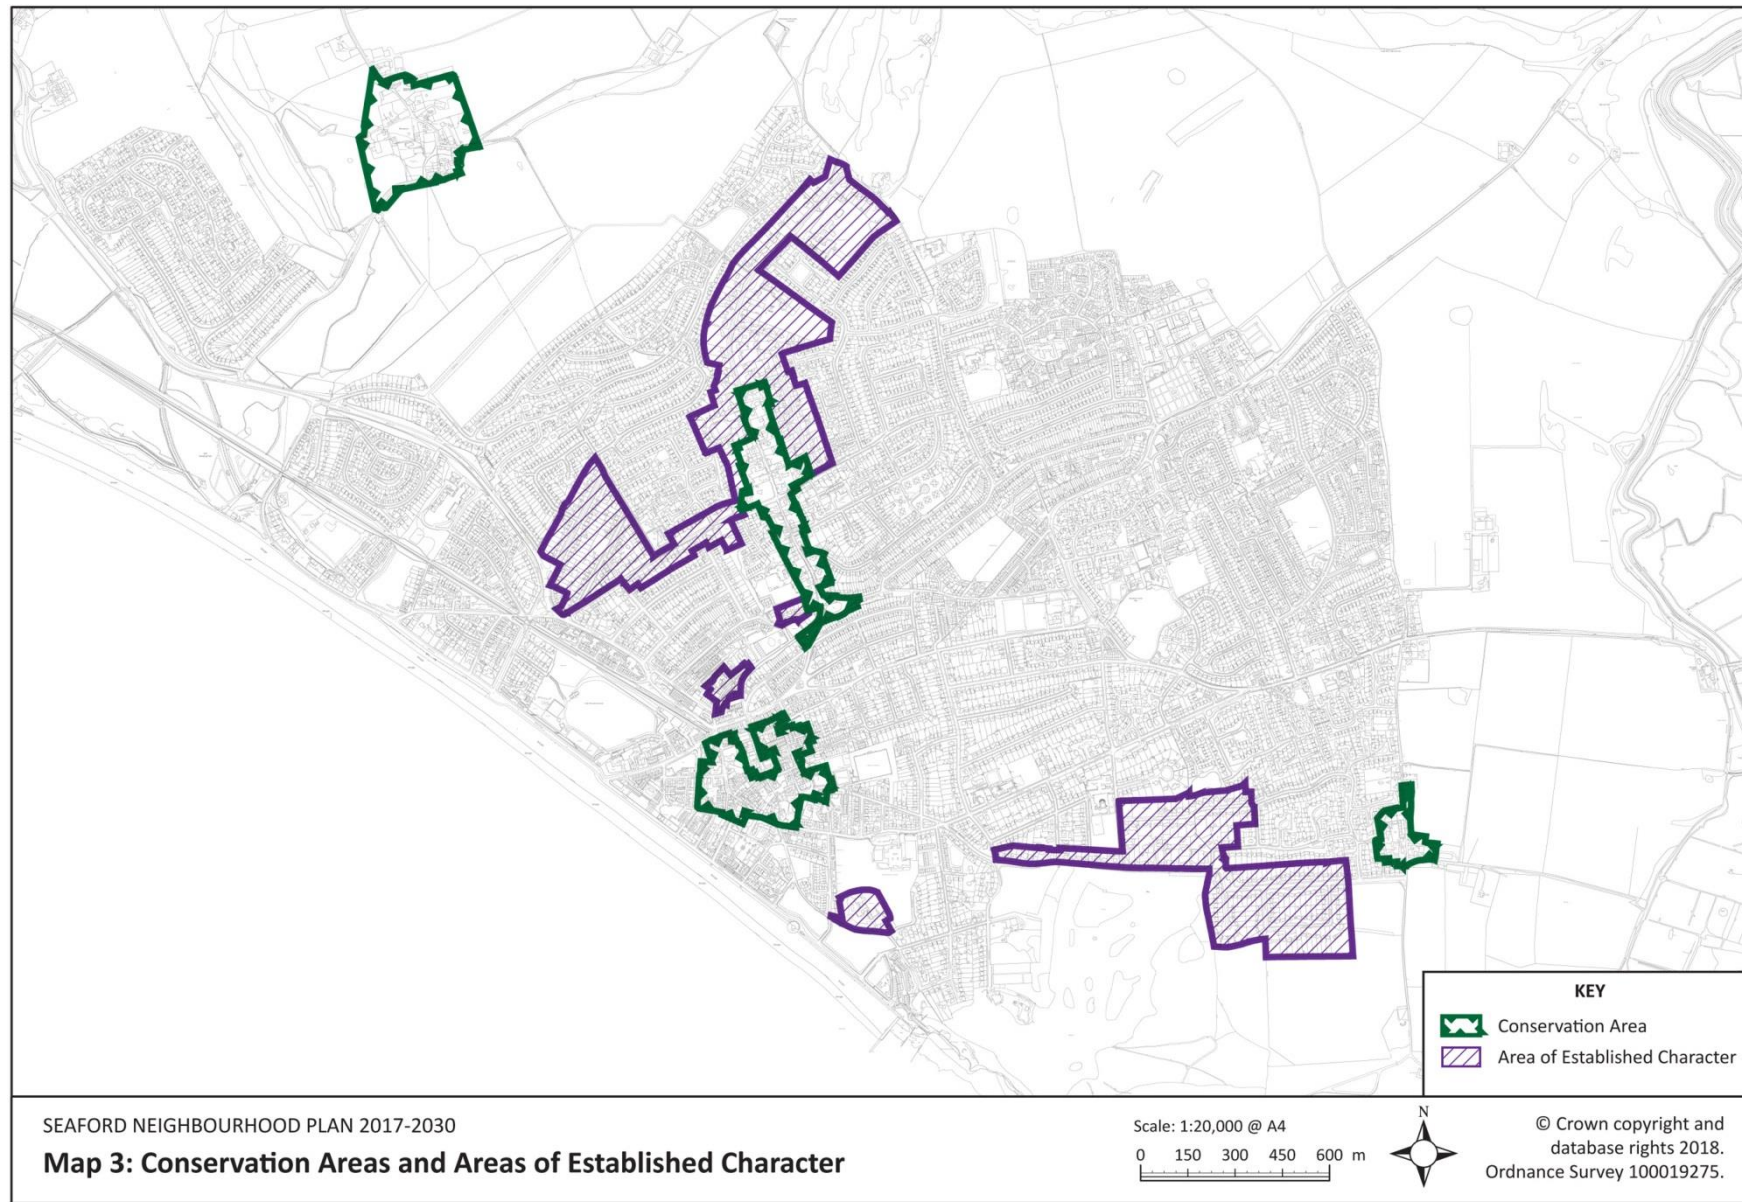 KEY
Conservation Area
Area of Established Character
SEAFORD NEIGHBOURHOOD PLAN 2017-2030
Map 3: Conservation Areas and Areas of Established Character
Scale: 1:20,000 @ A4
0 150 300 450 600 m
N
© Crown copyright and
database rights 2018.
Ordnance Survey 100019275.